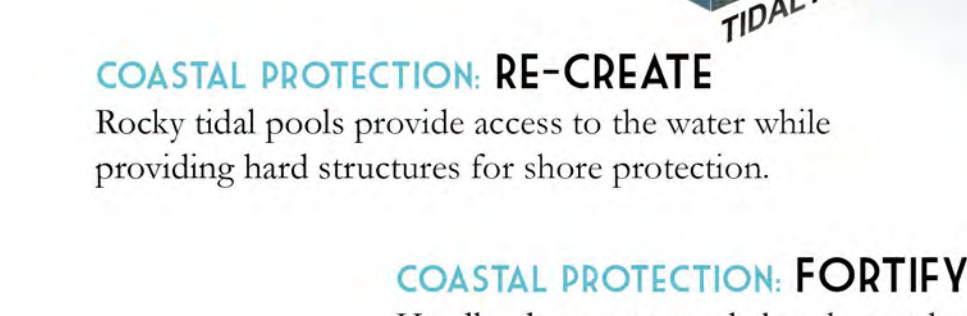 TIDAL
COASTAL PROTECTION: RE-CREATE
Rocky tidal pools provide access to the water while
providing hard structures for shore protection.
COASTAL PROTECTION: FORTIFY